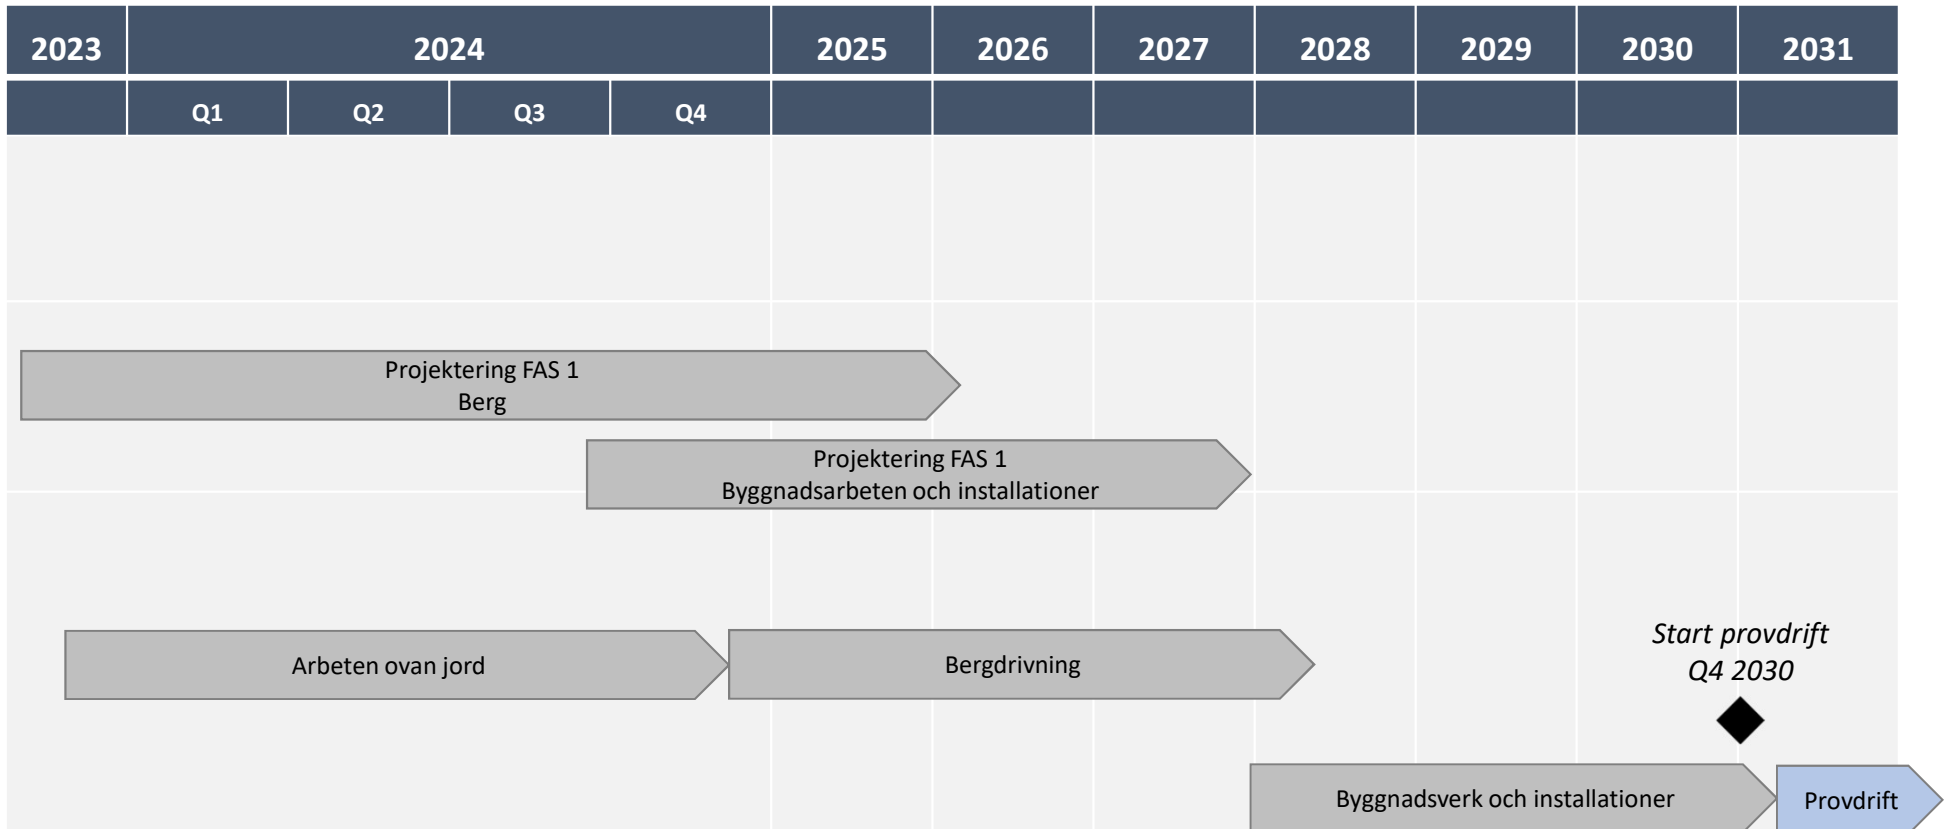 2023 2024 2025 2026 2027 2028 2029 2030 2031
Q1 Q2 Q3 Q4
Projektering FAS 1
Berg
Projektering FAS 1
Byggnadsarbeten och installationer
Arbeten ovan jord
Bergdrivning
Start provdrift
Q4 2030
Byggnadsverk och installationer
Provdrift